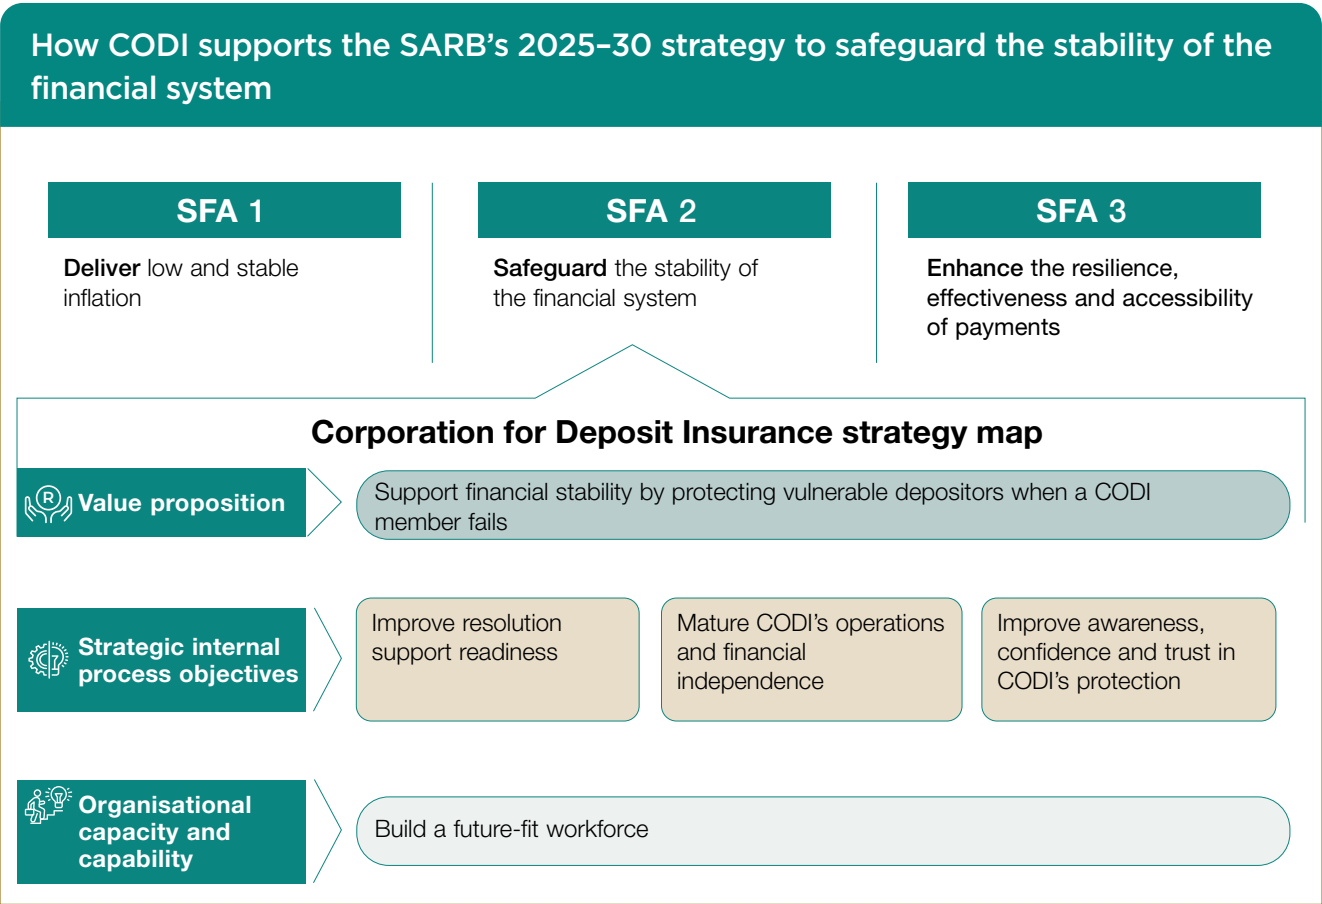 How CODI supports the SARB’s 2025–30 strategy to safeguard the stability of the
financial system
SFA 1
Deliver low and stable
inflation
SFA 2
Safeguard the stability of
the financial system
SFA 3
Enhance the resilience,
effectiveness and accessibility
of payments
Corporation for Deposit Insurance strategy map
R
Value proposition
Support financial stability by protecting vulnerable depositors when a CODI
member fails
Strategic internal
process objectives
Improve resolution
support readiness
Mature CODI’s operations
and financial
independence
Improve awareness,
confidence and trust in
CODI’s protection
Organisational
capacity and
capability
Build a future-fit workforce